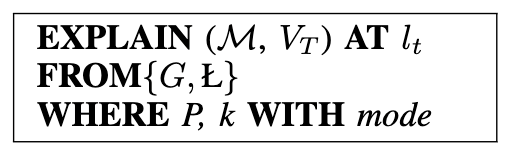 EXPLAIN (ℳ, V_T) AT l_t
FROM{G, Ł}
WHERE P, k WITH mode